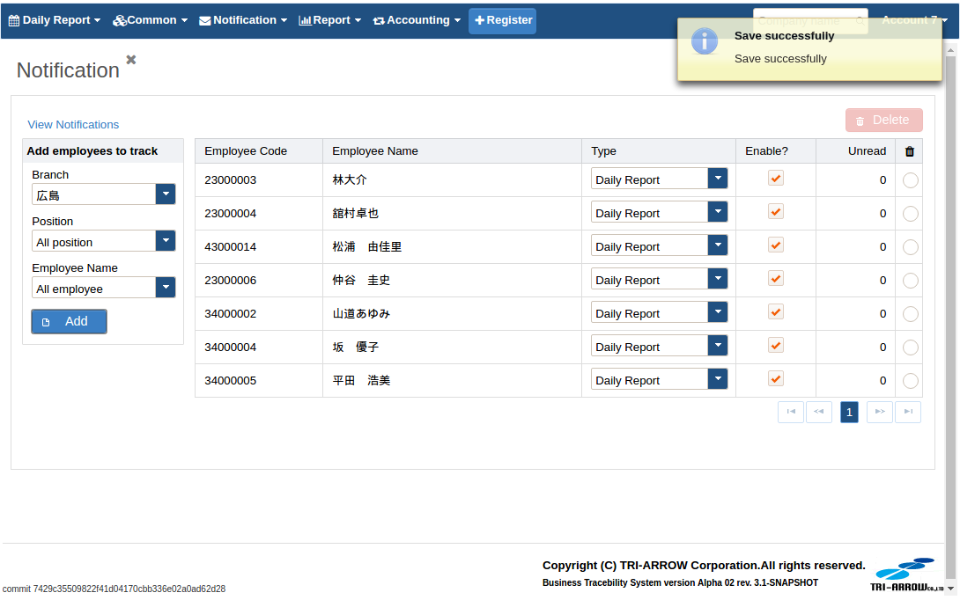 Daily Report Common Notification Report Accounting Register Account 7
Save successfully
Save successfully
Notification
View Notifications
Delete
Add employees to track
Branch
広島
Position
All position
Employee Name
All employee
Add
Employee Code Employee Name Type Enable? Unread
23000003 林大介 Daily Report 0
23000004 舘村卓也 Daily Report 0
43000014 松浦 由佳里 Daily Report 0
23000006 仲谷 圭史 Daily Report 0
34000002 山道あゆみ Daily Report 0
34000004 坂 優子 Daily Report 0
34000005 平田 浩美 Daily Report 0
1
Copyright (C) TRI-ARROW Corporation.All rights reserved.
Business Tracebility System version Alpha 02 rev. 3.1-SNAPSHOT
TRI-ARROW
commit 7429c35509822f41d04170cbb336e02a0ad62d28